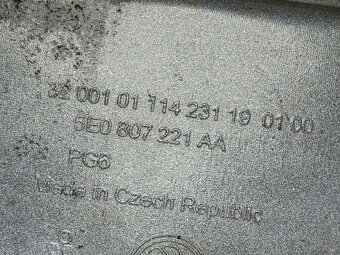 32 001 01 114 231 19 01 00
5E0 807 221 AA
PG6
Made in Czech Republic